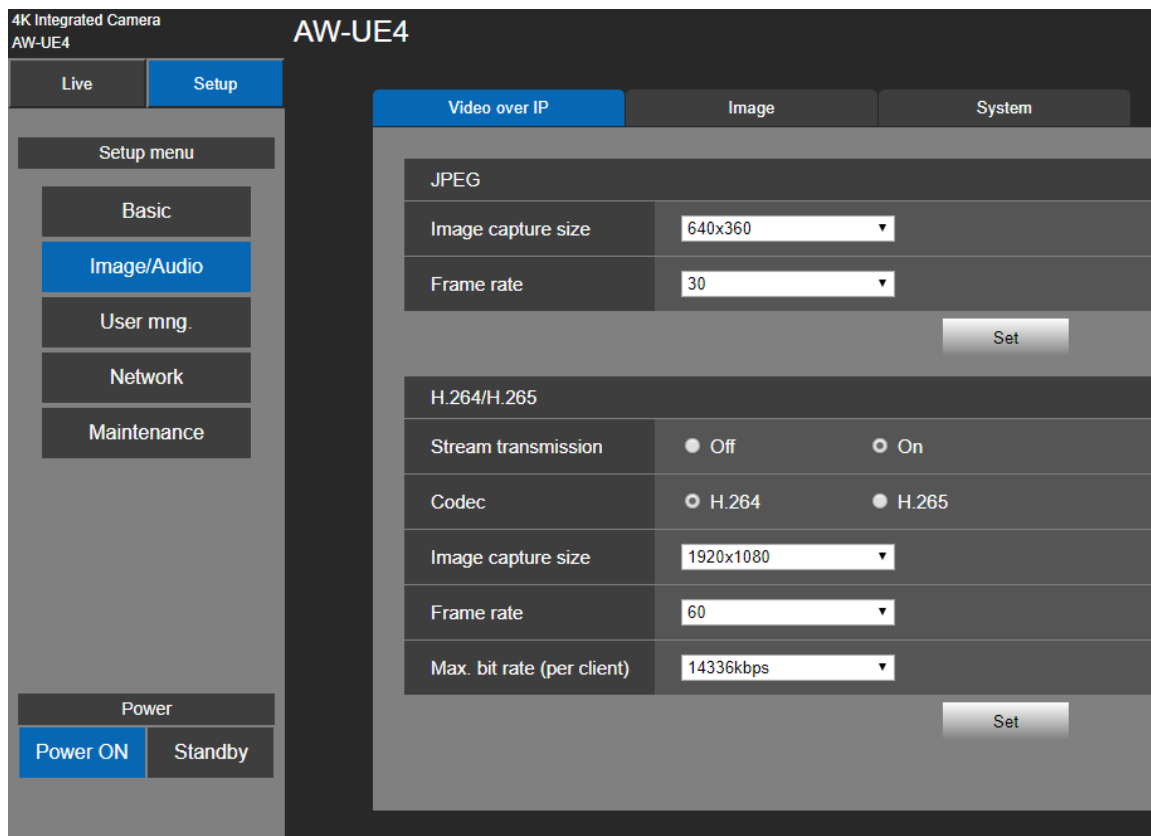 4K Integrated Camera
AW-UE4
AW-UE4
Live
Setup
Setup menu
Basic
Image/Audio
User mng.
Network
Maintenance
Power
Power ON
Standby
Video over IP
Image
System
JPEG
Image capture size
640x360
Frame rate
30
Set
H.264/H.265
Stream transmission
Off
On
Codec
H.264
H.265
Image capture size
1920x1080
Frame rate
60
Max. bit rate (per client)
14336kbps
Set